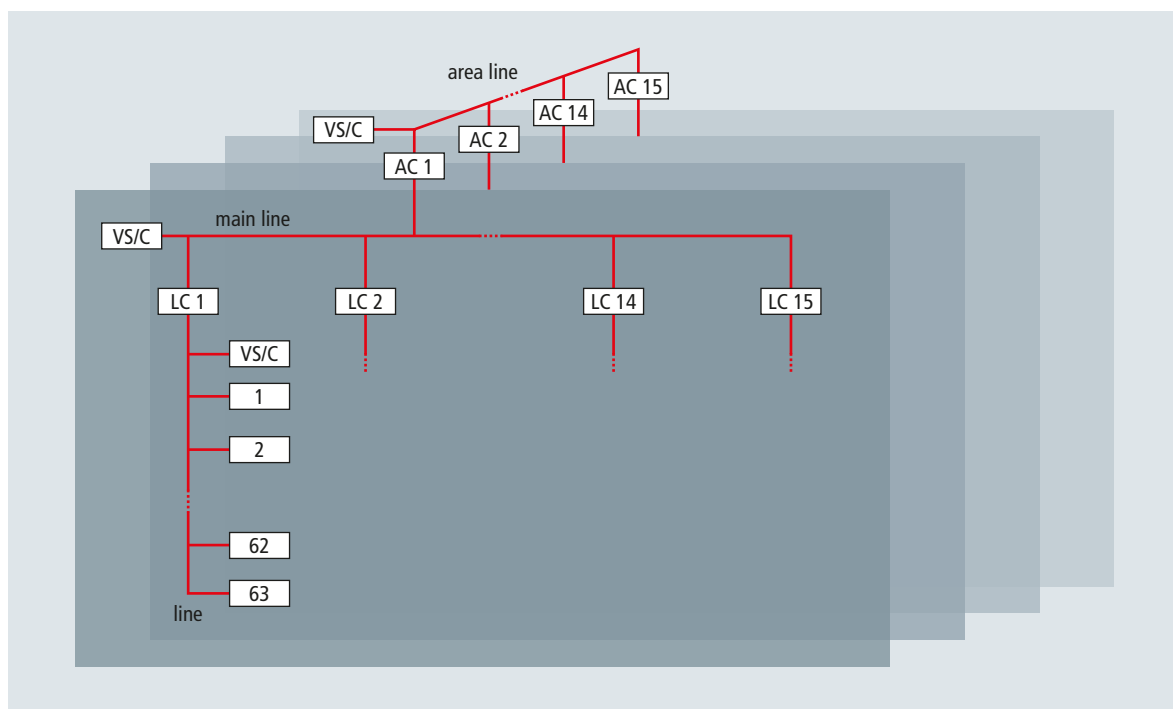 area line
AC 15
AC 14
VS/C
AC 2
AC 1
main line
VS/C
LC 1
LC 2
LC 14
LC 15
VS/C
1
2
62
63
line